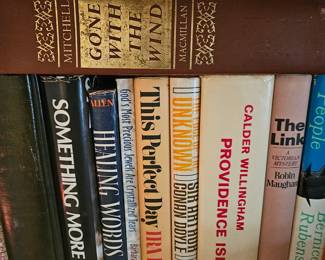 MITCHELL
GONE
WITH
THE
WIND
MACMILLAN
SOMETHING MORE
ALLEN
HEALING WORDS
God's Most Precious Jewels Are Crystallized Tears
This Perfect Day
IRA
UNKNOWN
SIR ARTHUR
CONAN DOYLE
CALDER WILLINGHAM
PROVIDENCE
The
Link
A VICTORIAN
MYSTERY
Robin
Maugham
People
Bernice
Rubens